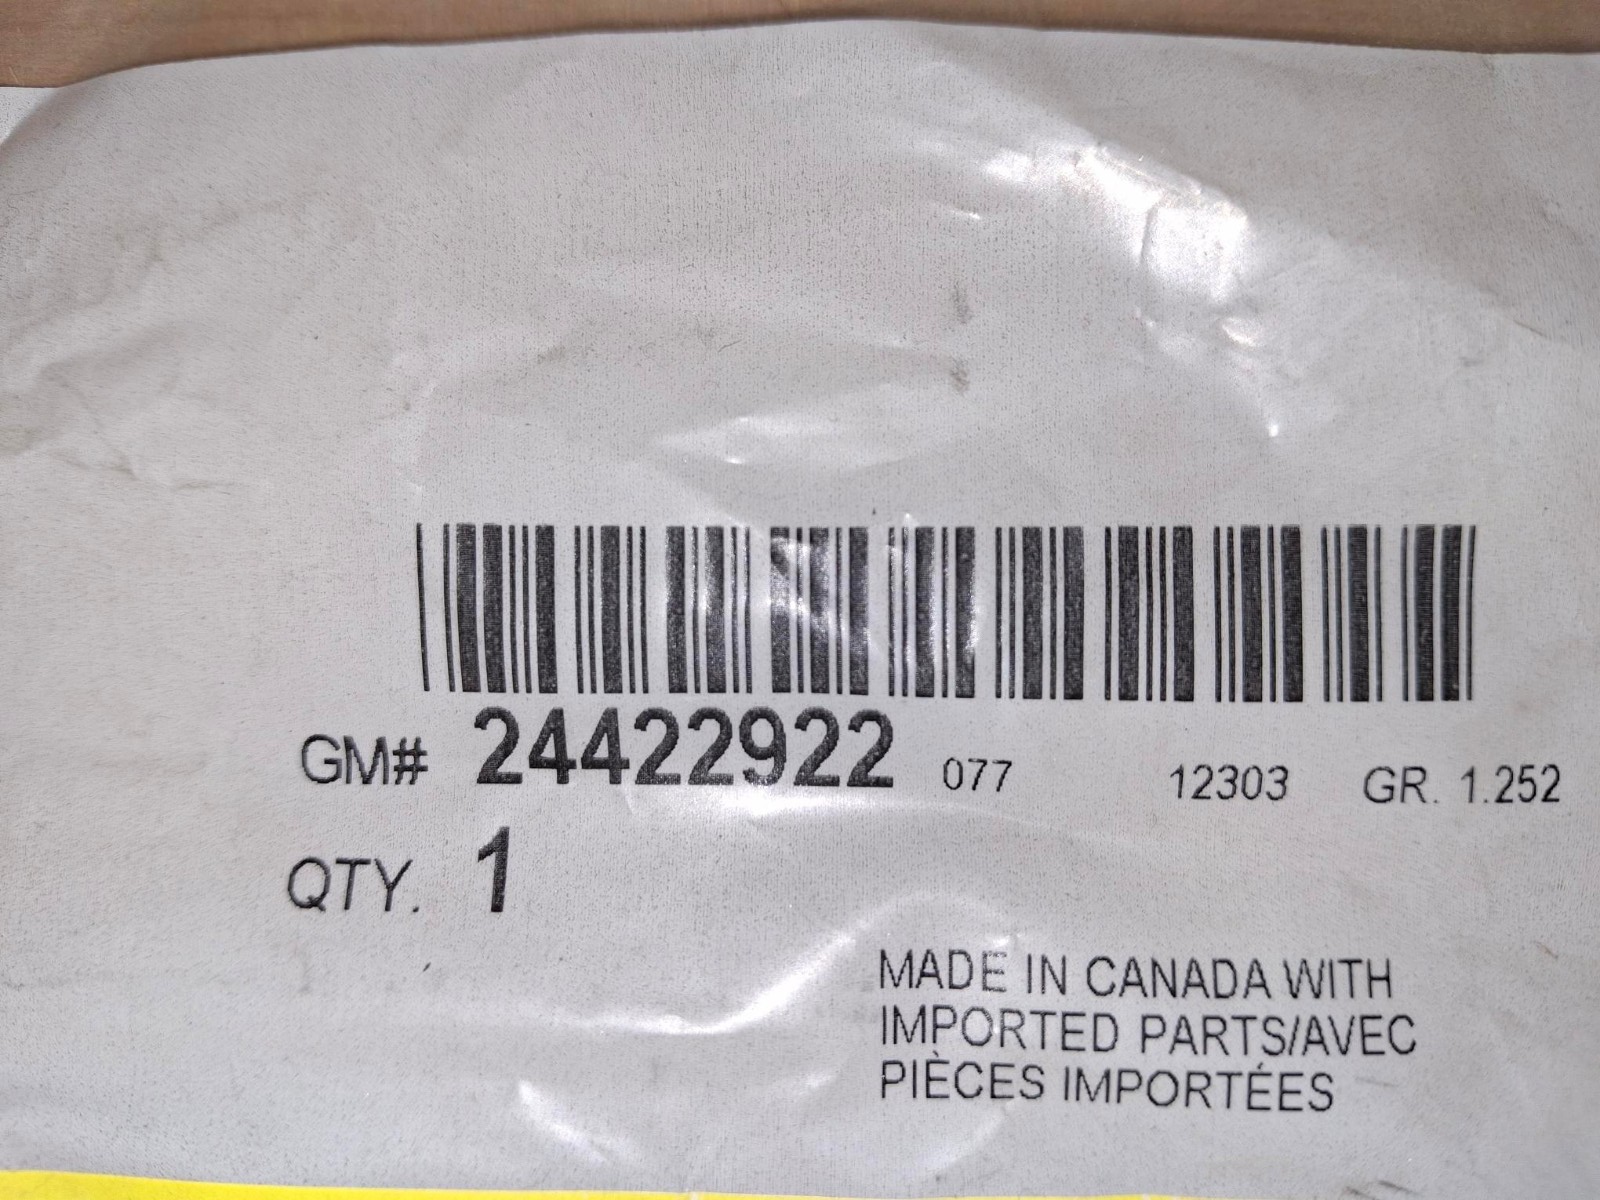 GM# 24422922 077 12303 GR. 1.252
QTY. 1
MADE IN CANADA WITH
IMPORTED PARTS/AVEC
PIÈCES IMPORTÉES